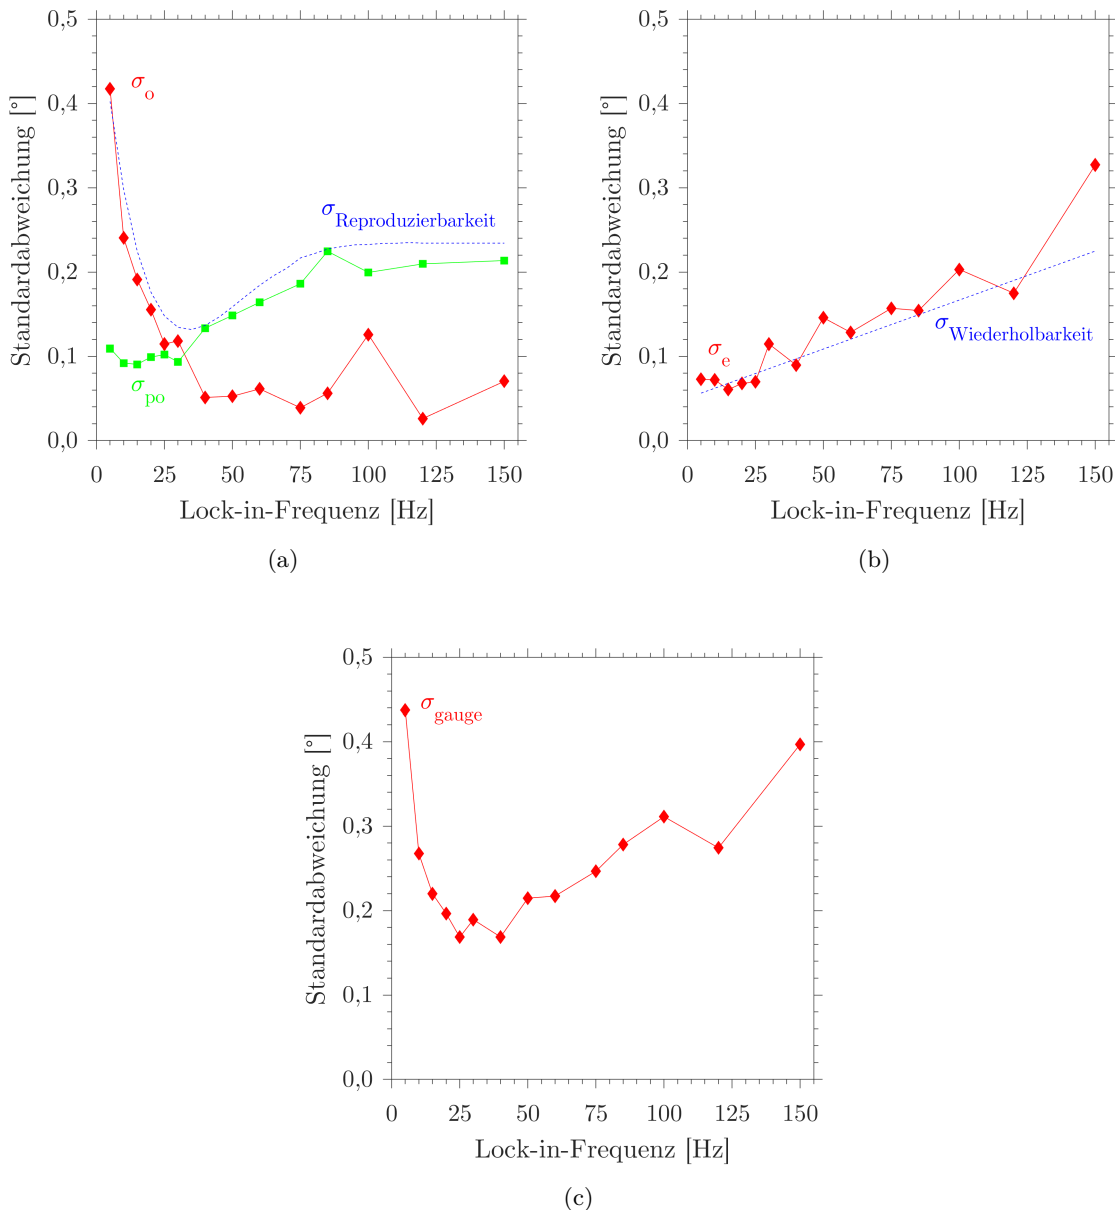 0,5
0,4
0,3
0,2
0,1
0,0
Standardabweichung [°]
σo
σReproduzierbarkeit
σpo
0 25 50 75 100 125 150
Lock-in-Frequenz [Hz]
(a)
0,5
0,4
0,3
0,2
0,1
0,0
Standardabweichung [°]
σe
σWiederholbarkeit
0 25 50 75 100 125 150
Lock-in-Frequenz [Hz]
(b)
0,5
0,4
0,3
0,2
0,1
0,0
Standardabweichung [°]
σgauge
0 25 50 75 100 125 150
Lock-in-Frequenz [Hz]
(c)